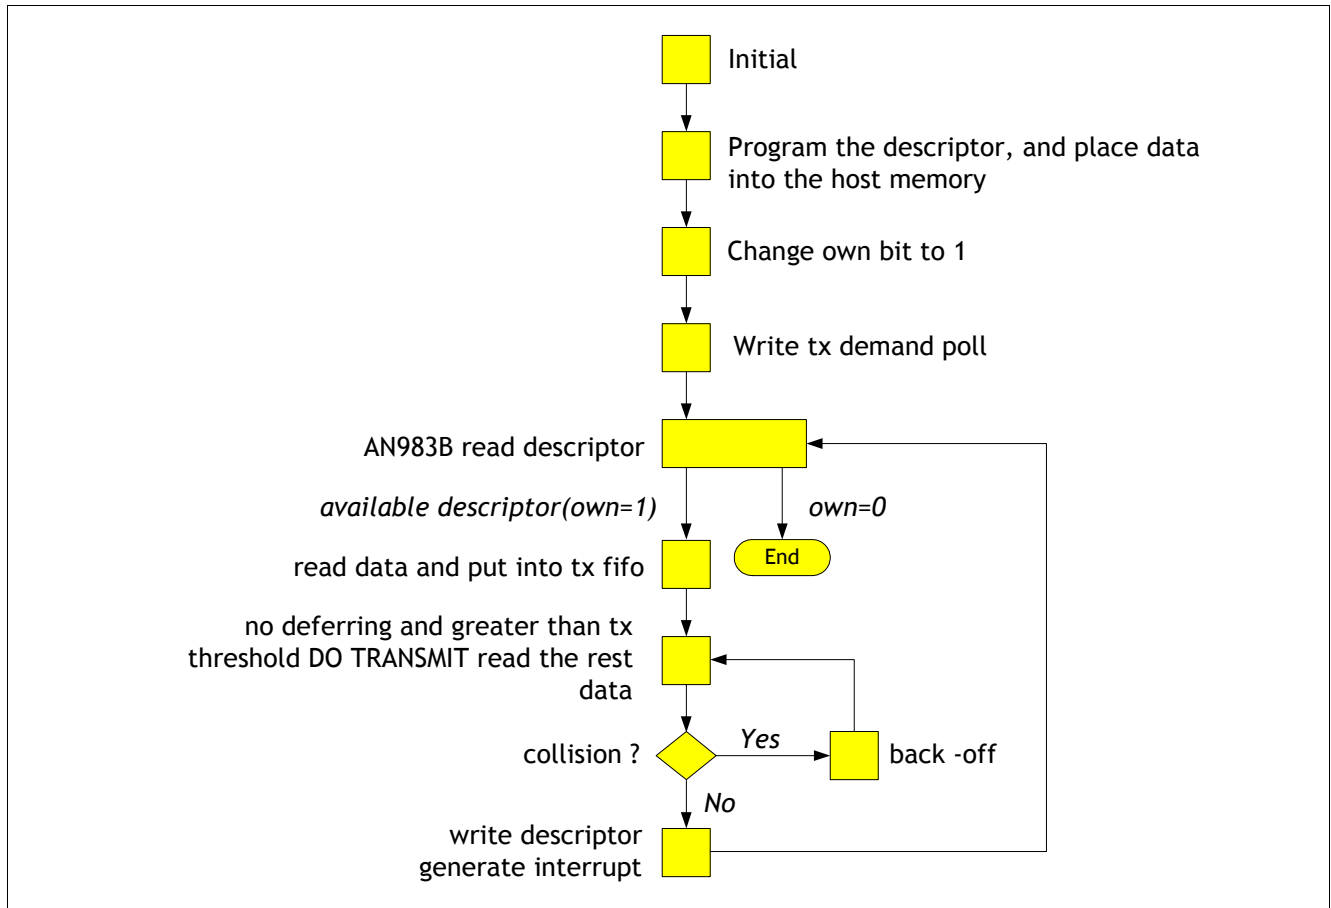 Initial
Program the descriptor, and place data
into the host memory
Change own bit to 1
Write tx demand poll
AN983B read descriptor
available descriptor(own=1)
own=0
End
read data and put into tx fifo
no deferring and greater than tx
threshold DO TRANSMIT read the rest
data
collision ?
Yes
back -off
No
write descriptor
generate interrupt